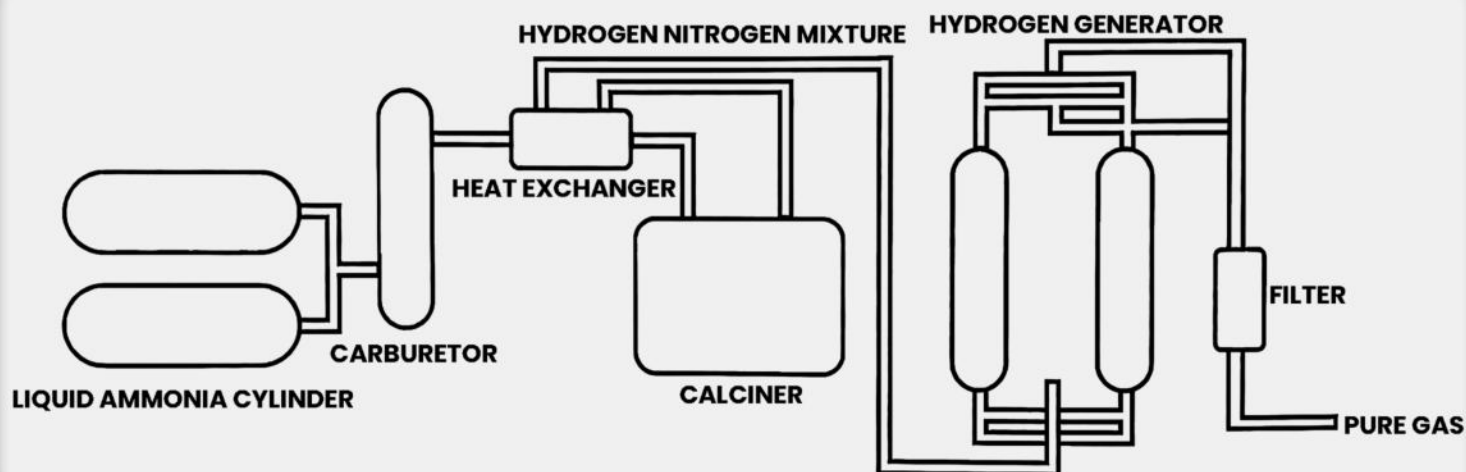 HYDROGEN NITROGEN MIXTURE
HYDROGEN GENERATOR
HEAT EXCHANGER
FILTER
CARBURETOR
LIQUID AMMONIA CYLINDER
CALCINER
PURE GAS